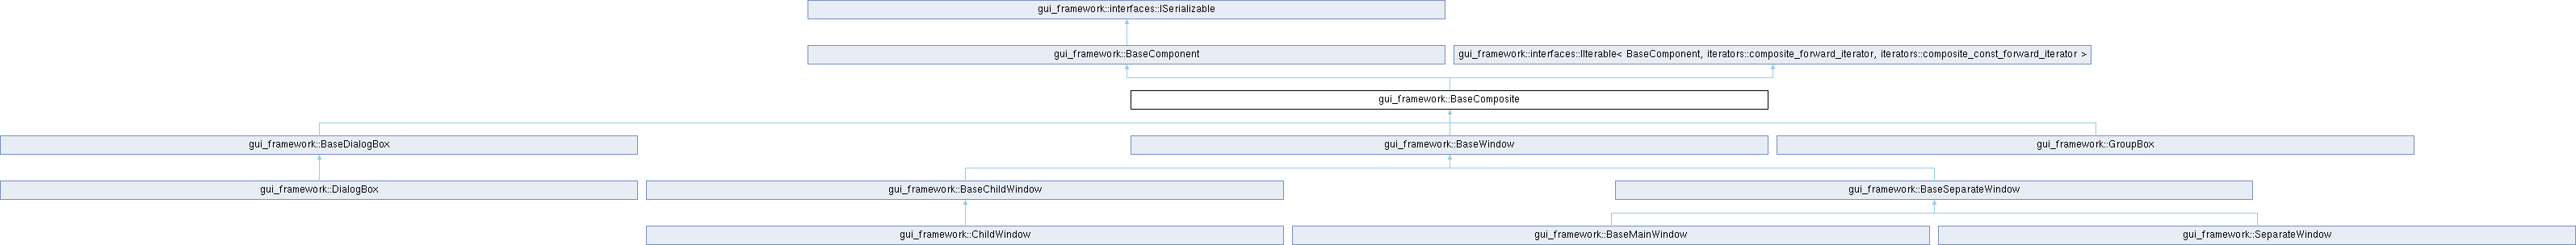 gui_framework::interfaces::ISerializable
gui_framework::BaseComponent
gui_framework::interfaces::IIterable< BaseComponent, iterators::composite_forward_iterator, iterators::composite_const_forward_iterator >
gui_framework::BaseComposite
gui_framework::BaseDialogBox
gui_framework::BaseWindow
gui_framework::GroupBox
gui_framework::DialogBox
gui_framework::BaseChildWindow
gui_framework::BaseSeparateWindow
gui_framework::ChildWindow
gui_framework::BaseMainWindow
gui_framework::SeparateWindow